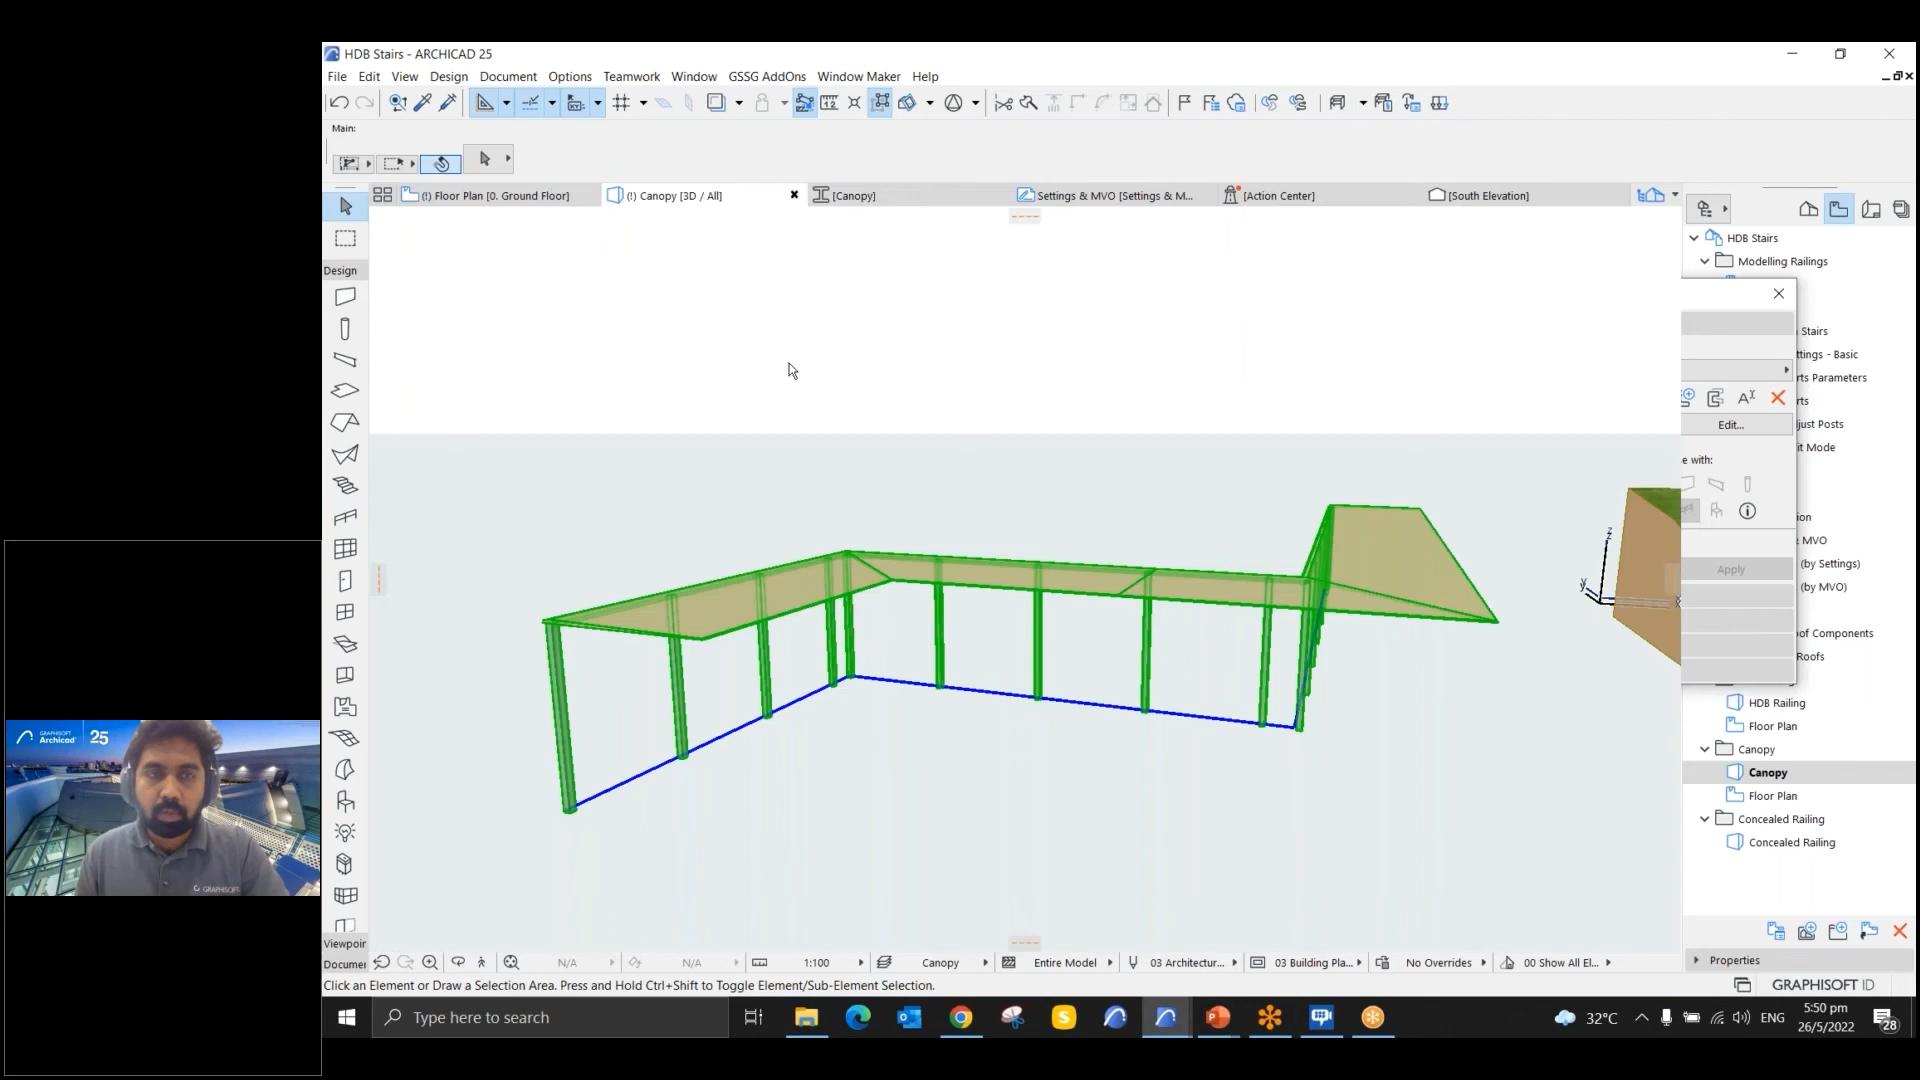 HDB Stairs - ARCHICAD 25
File Edit View Design Document Options Teamwork Window GSSG AddOns Window Maker Help
Main:
(!) Floor Plan [0. Ground Floor]
(!) Canopy [3D / All]
[Canopy]
Settings & MVO [Settings & M...
[Action Center]
[South Elevation]
Design
HDB Stairs
Modelling Railings
Stairs
ttings - Basic
rts Parameters
rts
Edit...
just Posts
it Mode
e with:
ion
MVO
Apply
(by Settings)
(by MVO)
of Components
Roofs
HDB Railing
Floor Plan
Canopy
Canopy
Floor Plan
Concealed Railing
Concealed Railing
z
y
GRAPHISOFT
Archicad 25
GRAPHISOFT
Viewpoir
Documer
N/A
N/A
1:100
Canopy
Entire Model
03 Architectur...
03 Building Pla...
No Overrides
00 Show All El...
Properties
Click an Element or Draw a Selection Area. Press and Hold Ctrl+Shift to Toggle Element/Sub-Element Selection.
GRAPHISOFT ID
Type here to search
32°C
ENG
5:50 pm
26/5/2022
28